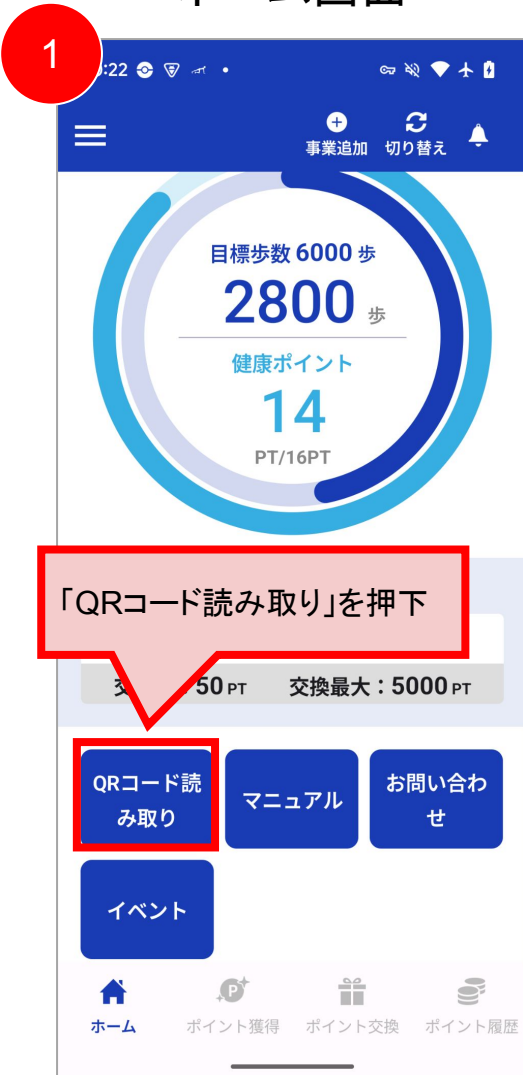 1
:22
事業追加 切り替え
目標歩数 6000 歩
2800 歩
健康ポイント
14
PT/16PT
「QRコード読み取り」を押下
50 PT 交換最大：5000 PT
QRコード読
み取り
マニュアル
お問い合わ
せ
イベント
ホーム ポイント獲得 ポイント交換 ポイント履歴